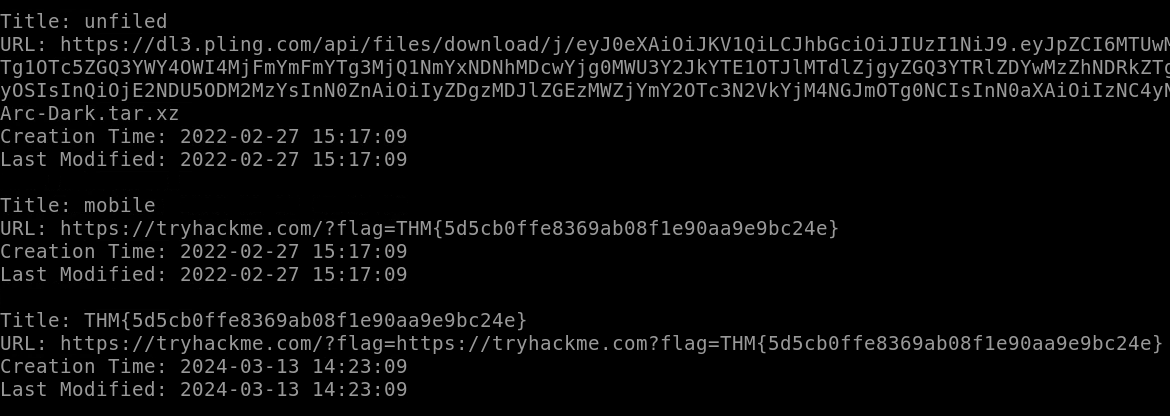 Title: unfiled
URL: https://dl3.pling.com/api/files/download/j/eyJ0eXAiOiJKV1QiLCJhbGciOiJIUzI1NiJ9.eyJpZCI6MTUwM
Tg1OTc5ZGQ3YWY4OWI4MjFmYmFmYTg3MjQ1NmYxNDNhMDcwYjg0MWU3Y2JkYTE1OTJlMTdlZjgyZGQ3YTRlZDYwMzZhNDRkZTg
yOSIsInQiOjE2NDU5ODM2MzYsInN0ZnAiOiIyZDgzMDJlZGEzMWZjYmY2OTc3N2VkYjM4NGJmOTg0NCIsInN0aXAiOiIzNC4yN
Arc-Dark.tar.xz
Creation Time: 2022-02-27 15:17:09
Last Modified: 2022-02-27 15:17:09
Title: mobile
URL: https://tryhackme.com/?flag=THM{5d5cb0ffe8369ab08f1e90aa9e9bc24e}
Creation Time: 2022-02-27 15:17:09
Last Modified: 2022-02-27 15:17:09
Title: THM{5d5cb0ffe8369ab08f1e90aa9e9bc24e}
URL: https://tryhackme.com/?flag=https://tryhackme.com?flag=THM{5d5cb0ffe8369ab08f1e90aa9e9bc24e}
Creation Time: 2024-03-13 14:23:09
Last Modified: 2024-03-13 14:23:09